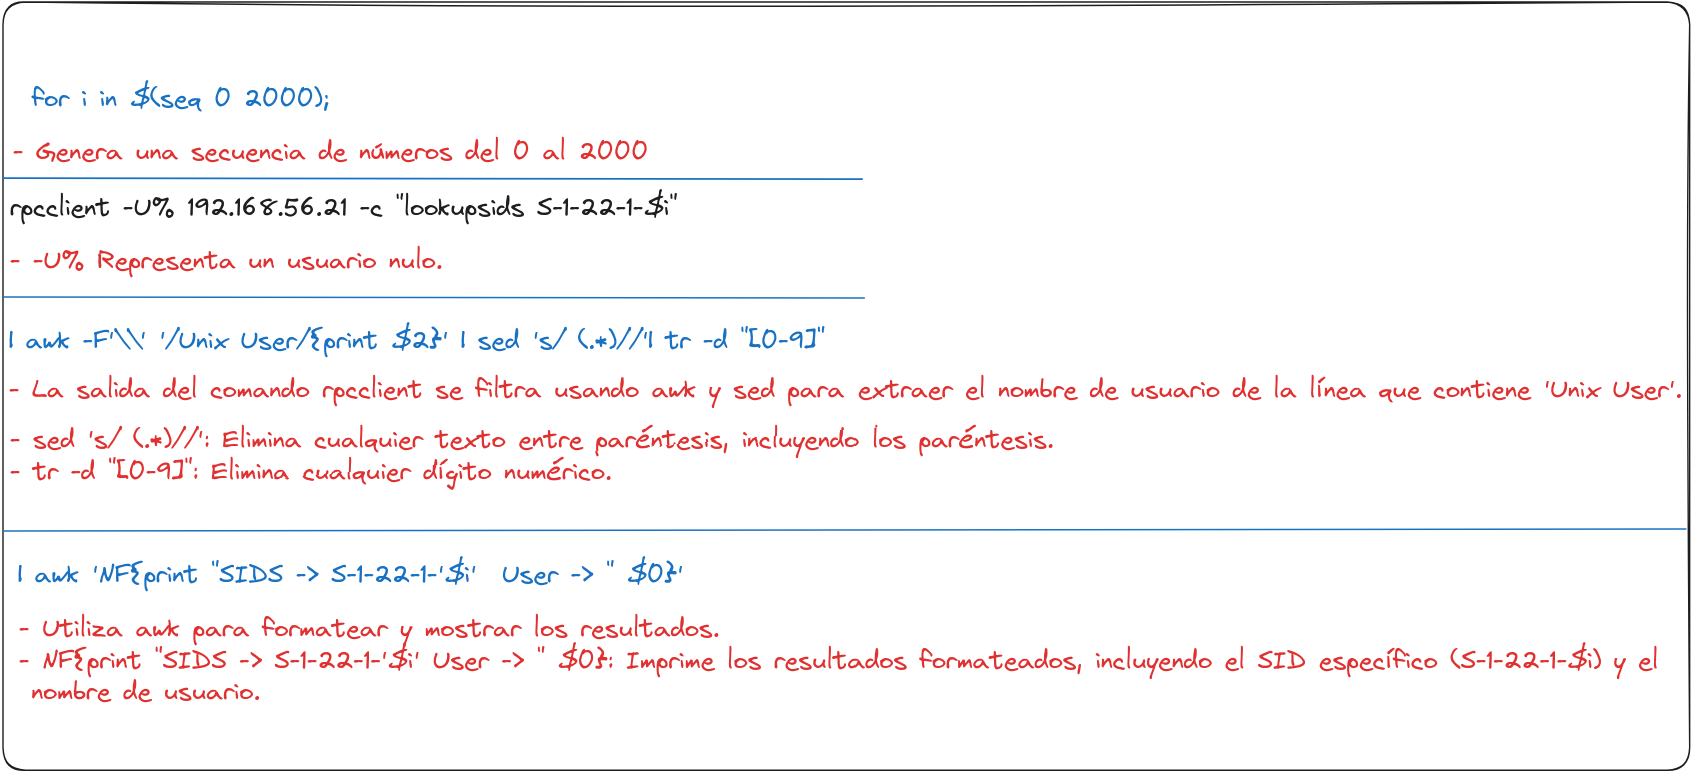 for i in $(seq 0 2000);
- Genera una secuencia de números del 0 al 2000
rpcclient -U% 192.168.56.21 -c "lookupsids S-1-22-1-$i"
- -U% Representa un usuario nulo.
| awk -F'\\' '/Unix User/{print $2}' | sed 's/ (.*)//'| tr -d "[0-9]"
- La salida del comando rpcclient se filtra usando awk y sed para extraer el nombre de usuario de la línea que contiene 'Unix User'.
- sed 's/ (.*)//': Elimina cualquier texto entre paréntesis, incluyendo los paréntesis.
- tr -d "[0-9]": Elimina cualquier dígito numérico.
| awk 'NF{print "SIDS -> S-1-22-1-'$i'  User -> " $0}'
- Utiliza awk para formatear y mostrar los resultados.
- NF{print "SIDS -> S-1-22-1-'$i' User -> " $0}: Imprime los resultados formateados, incluyendo el SID específico (S-1-22-1-$i) y el
nombre de usuario.